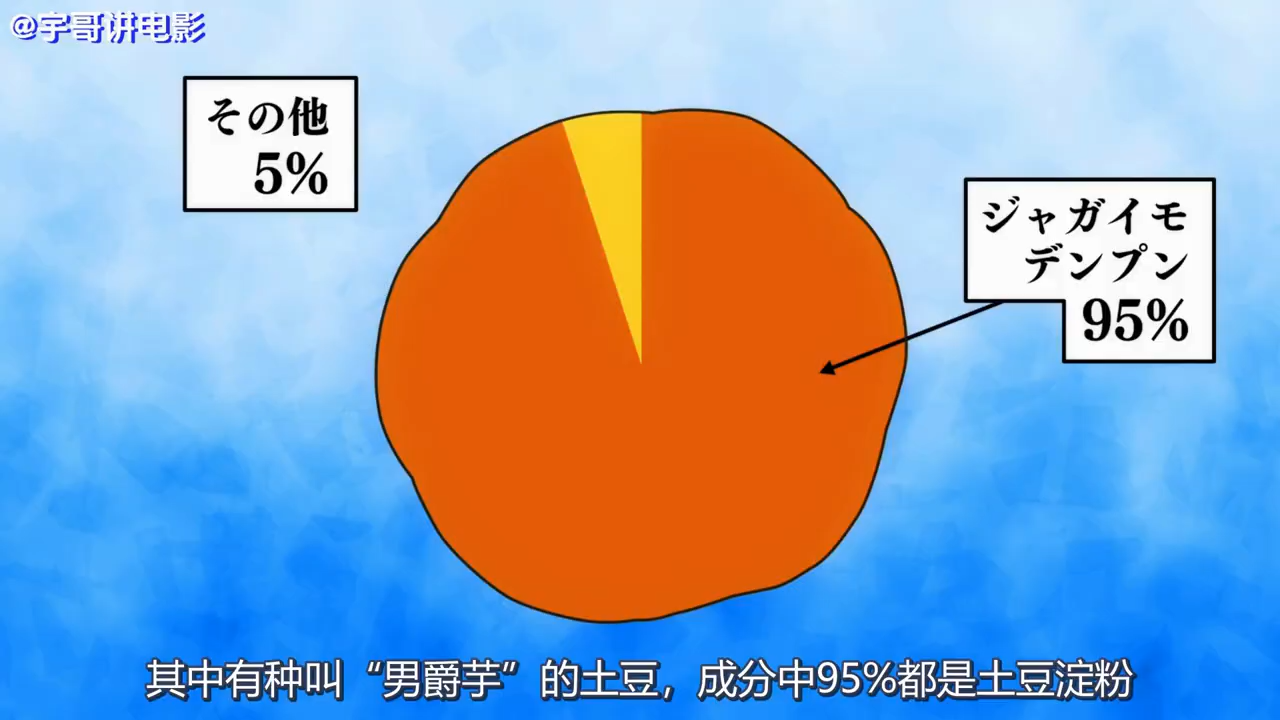 @宇哥讲电影
その他
5%
ジャガイモ
デンプン
95%
其中有种叫“男爵芋”的土豆，成分中95%都是土豆淀粉